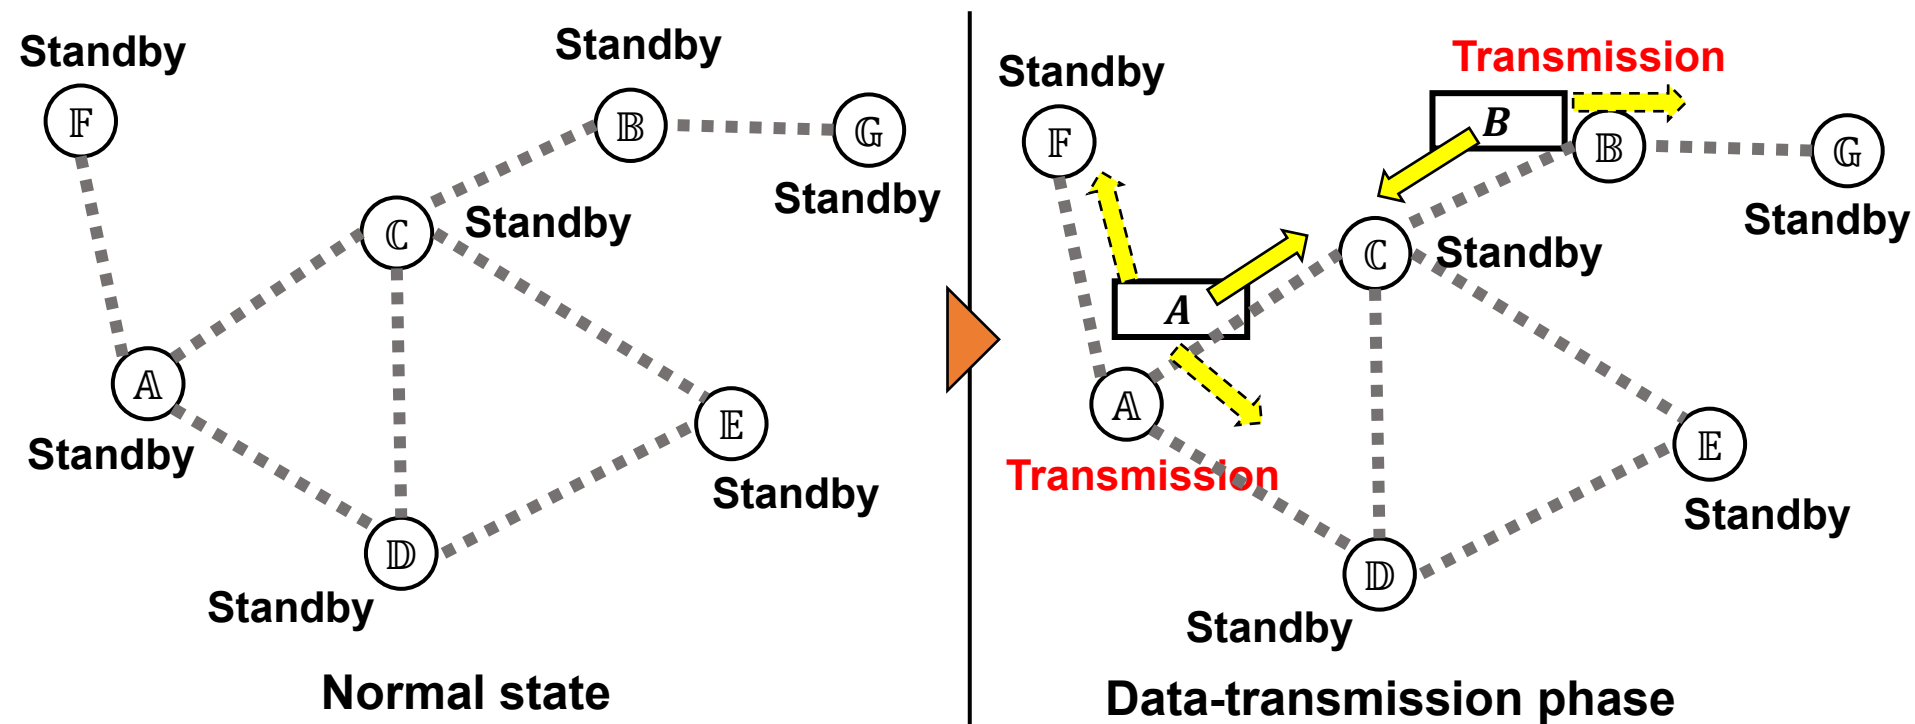 Standby
𝔽
Standby
𝔹
𝔾
Standby
ℂ
Standby
𝔸
Standby
𝔼
Standby
𝔻
Standby
Normal state
Standby
𝔽
Transmission
B
𝔹
𝔾
Standby
ℂ
Standby
A
𝔸
Transmission
𝔼
Standby
𝔻
Standby
Data-transmission phase